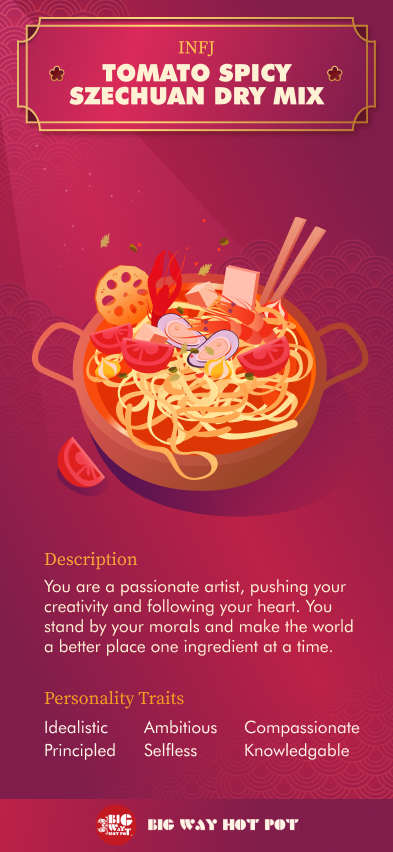 INFJ
TOMATO SPICY
SZECHUAN DRY MIX
Description
You are a passionate artist, pushing your
creativity and following your heart. You
stand by your morals and make the world
a better place one ingredient at a time.
Personality Traits
Idealistic Ambitious Compassionate
Principled Selfless Knowledgable
BIG
WAY
HOT POT
BIG WAY HOT POT